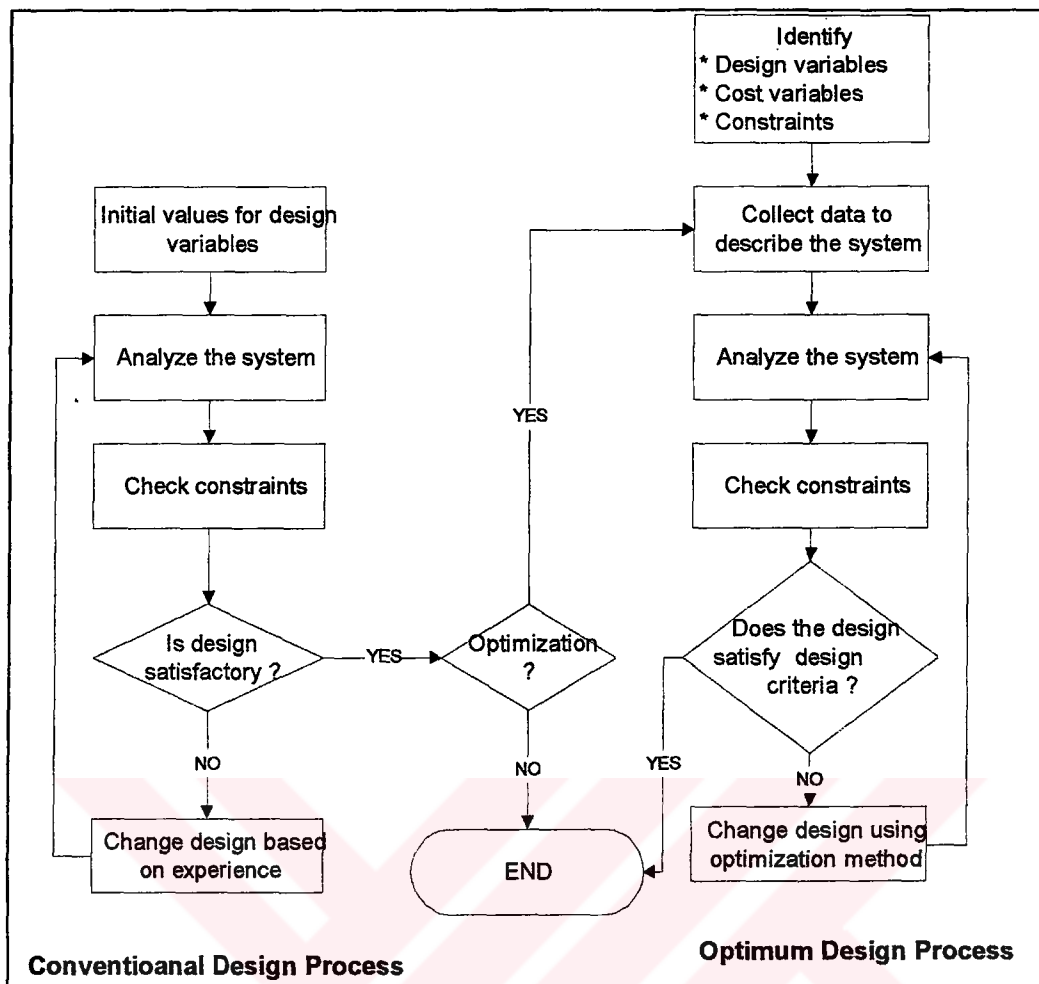 Identify
* Design variables
* Cost variables
* Constraints
Initial values for design
variables
Collect data to
describe the system
Analyze the system
Analyze the system
YES
Check constraints
Check constraints
Is design
satisfactory ?
YES
Optimization
?
Does the design
satisfy design
criteria ?
NO
NO
YES
NO
Change design based
on experience
END
Change design using
optimization method
Conventioanal Design Process
Optimum Design Process